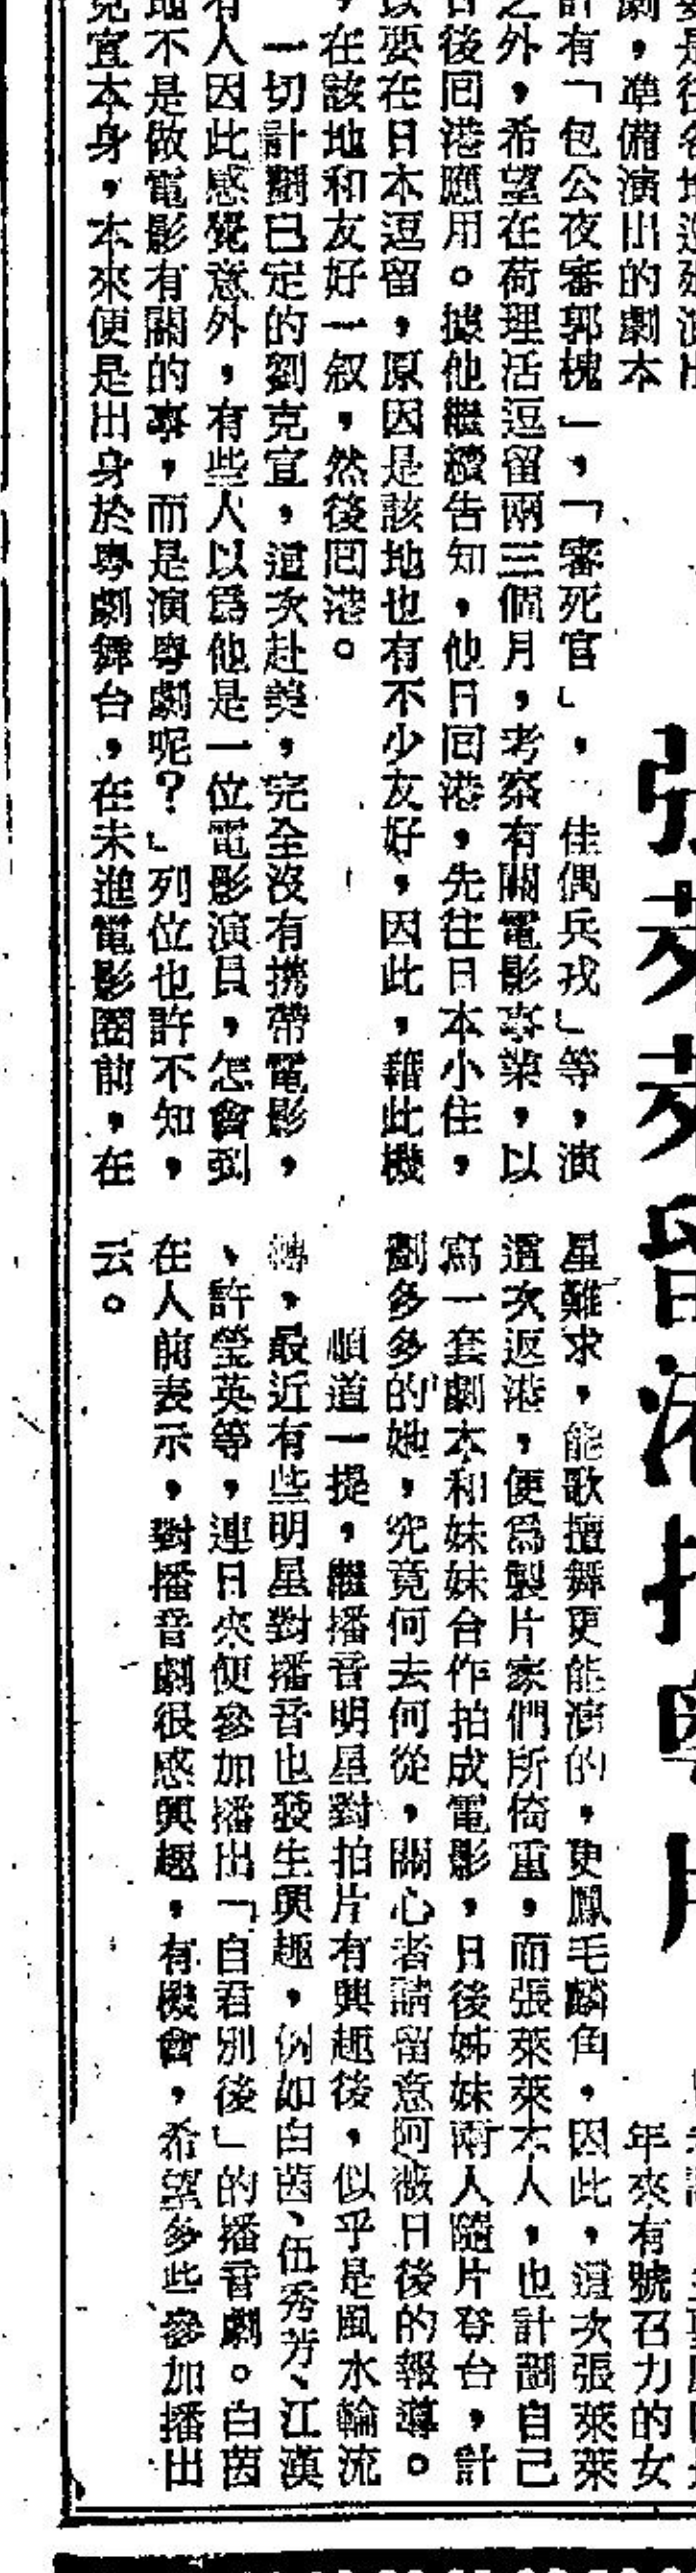 張萊萊留港拍粵片
劇,準備演出的劇本
計有「包公夜審郭槐」,「審死官」,佳偶兵戎」等,演
之外,希望在荷理活逗留兩三個月,考察有關電影事業,以
日後囘港應用。據他繼續告知,他日囘港,先往日本小住,
以要在日本逗留,原因是該地也有不少友好,因此,藉此機
,在該地和友好一叙,然後囘港。
一切計劃已定的劉克宣,這次赴美,完全沒有携帶電影,
有人因此感覺意外,有些人以爲他是一位電影演員,怎會到
地不是做電影有關的事,而是演粵劇呢?」列位也許不知,
克宣本身,本來便是出身於粵劇舞台,在未進電影圈前,在
年來有號召力的女
星難求,能歌擅舞更能演的,更鳳毛麟角,因此,這次張萊萊
這次返港,便爲製片家們所倚重,而張萊萊本人,也計劃自己
寫一套劇本和妹妹合作拍成電影,日後姊妹兩人隨片登台,計
劃多多的她,究竟何去何從,關心者請留意阿薇日後的報導。
順道一提,繼播音明星對拍片有興趣後,似乎是風水輪流
轉,最近有些明星對播音也發生興趣,例如白茵、伍秀芳、江漢
、許瑩英等,連日來便參加播出「自君別後」的播音劇。白茵
在人前表示,對播音劇很感興趣,有機會,希望多些參加播出
云。